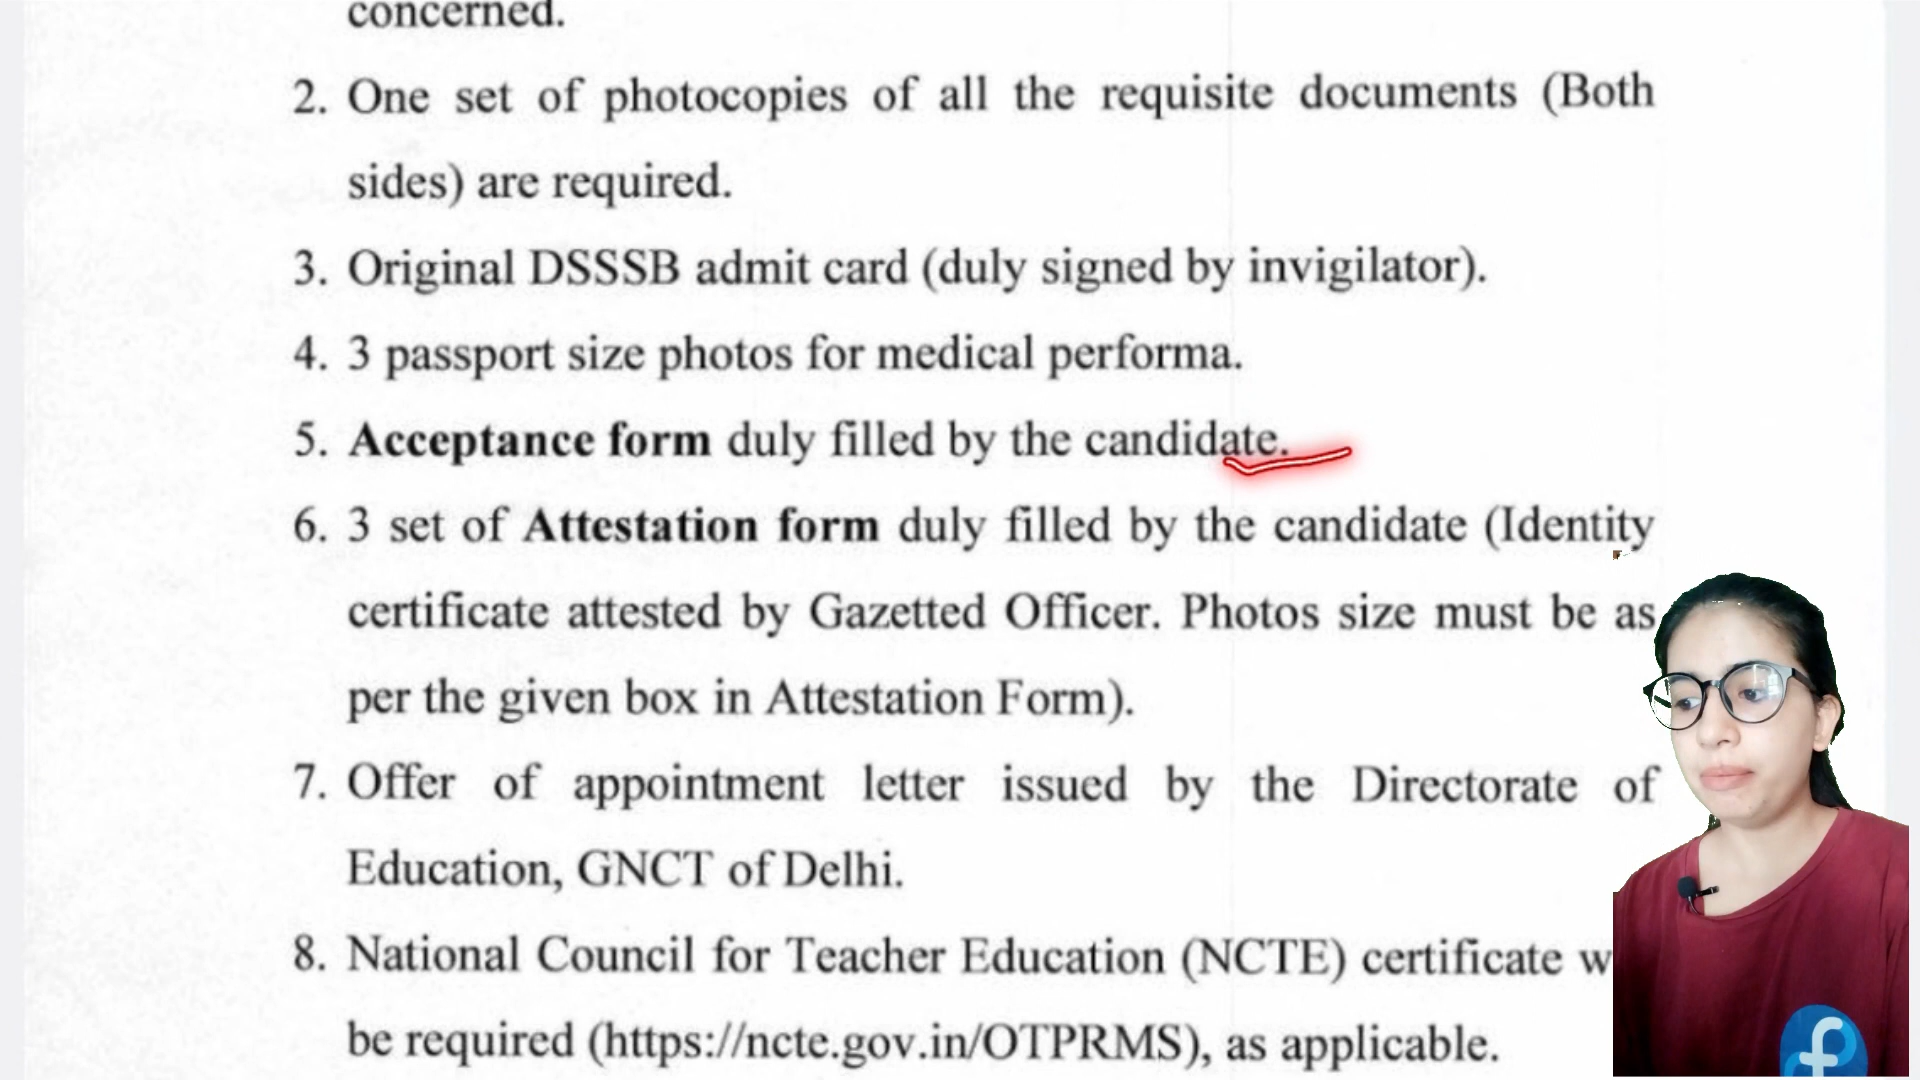 concerned.
2. One set of photocopies of all the requisite documents (Both
sides) are required.
3. Original DSSSB admit card (duly signed by invigilator).
4. 3 passport size photos for medical performa.
5. Acceptance form duly filled by the candidate.
6. 3 set of Attestation form duly filled by the candidate (Identity
certificate attested by Gazetted Officer. Photos size must be as
per the given box in Attestation Form).
7. Offer of appointment letter issued by the Directorate of
Education, GNCT of Delhi.
8. National Council for Teacher Education (NCTE) certificate
be required (https://ncte.gov.in/OTPRMS), as applicable.